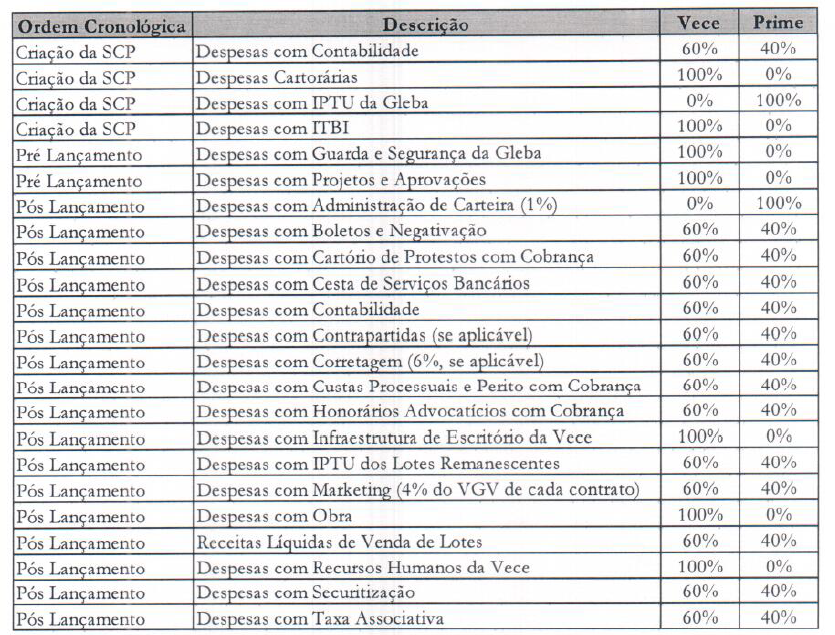 Ordem Cronológica Descrição Vece Prime
Criação da SCP Despesas com Contabilidade 60% 40%
Criação da SCP Despesas Cartorárias 100% 0%
Criação da SCP Despesas com IPTU da Gleba 0% 100%
Criação da SCP Despesas com ITBI 100% 0%
Pré Lançamento Despesas com Guarda e Segurança da Gleba 100% 0%
Pré Lançamento Despesas com Projetos e Aprovações 100% 0%
Pós Lançamento Despesas com Administração de Carteira (1%) 0% 100%
Pós Lançamento Despesas com Boletos e Negativação 60% 40%
Pós Lançamento Despesas com Cartório de Protestos com Cobrança 60% 40%
Pós Lançamento Despesas com Cesta de Serviços Bancários 60% 40%
Pós Lançamento Despesas com Contabilidade 60% 40%
Pós Lançamento Despesas com Contrapartidas (se aplicável) 60% 40%
Pós Lançamento Despesas com Corretagem (6%, se aplicável) 60% 40%
Pós Lançamento Despesas com Custas Processuais e Perito com Cobrança 60% 40%
Pós Lançamento Despesas com Honorários Advocatícios com Cobrança 60% 40%
Pós Lançamento Despesas com Infraestrutura de Escritório da Vece 100% 0%
Pós Lançamento Despesas com IPTU dos Lotes Remanescentes 60% 40%
Pós Lançamento Despesas com Marketing (4% do VGV de cada contrato) 60% 40%
Pós Lançamento Despesas com Obra 100% 0%
Pós Lançamento Receitas Líquidas de Venda de Lotes 60% 40%
Pós Lançamento Despesas com Recursos Humanos da Vece 100% 0%
Pós Lançamento Despesas com Securitização 60% 40%
Pós Lançamento Despesas com Taxa Associativa 60% 40%